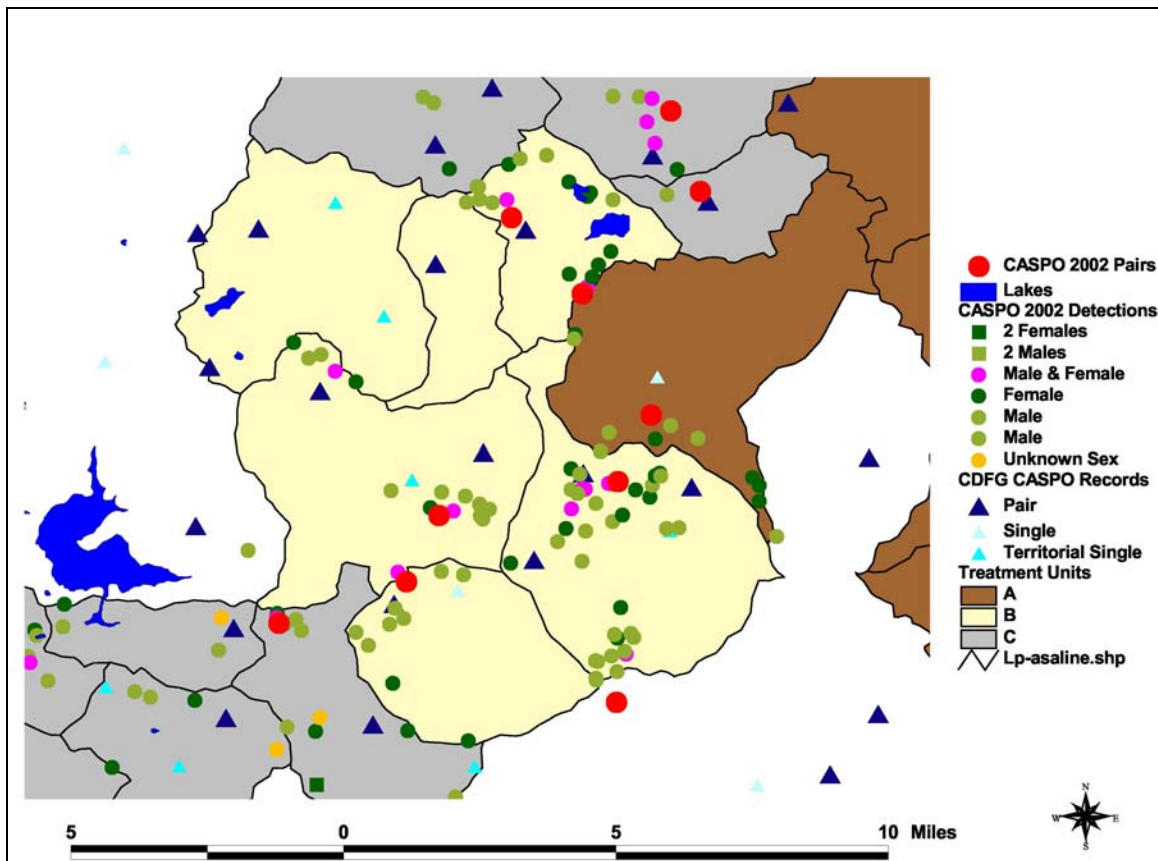 CASPO 2002 Pairs
Lakes
CASPO 2002 Detections
2 Females
2 Males
Male & Female
Female
Male
Male
Unknown Sex
CDFG CASPO Records
Pair
Single
Territorial Single
Treatment Units
A
B
C
Lp-asaline.shp
N
W E
S
5 0 5 10 Miles